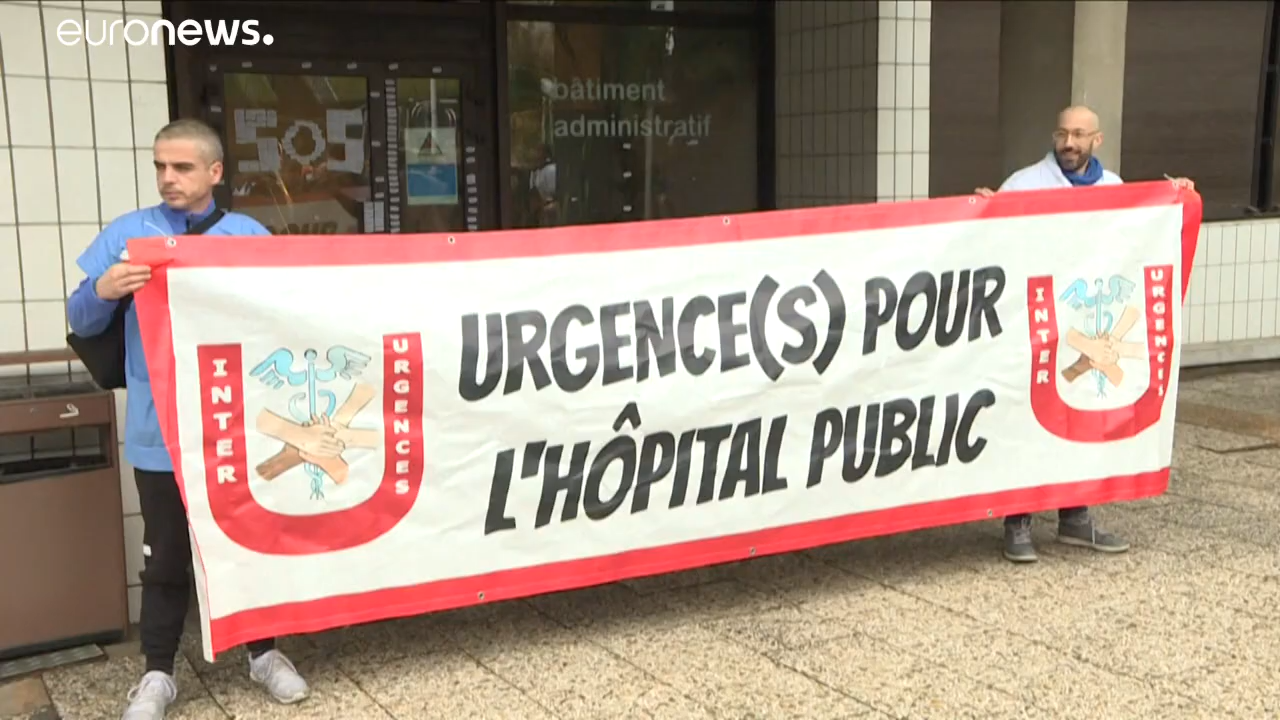 euronews.
SOS
bâtiment
administratif
URGENCE(S) POUR
L'HÔPITAL PUBLIC
INTER
URGENCES
INTER
URGENCES